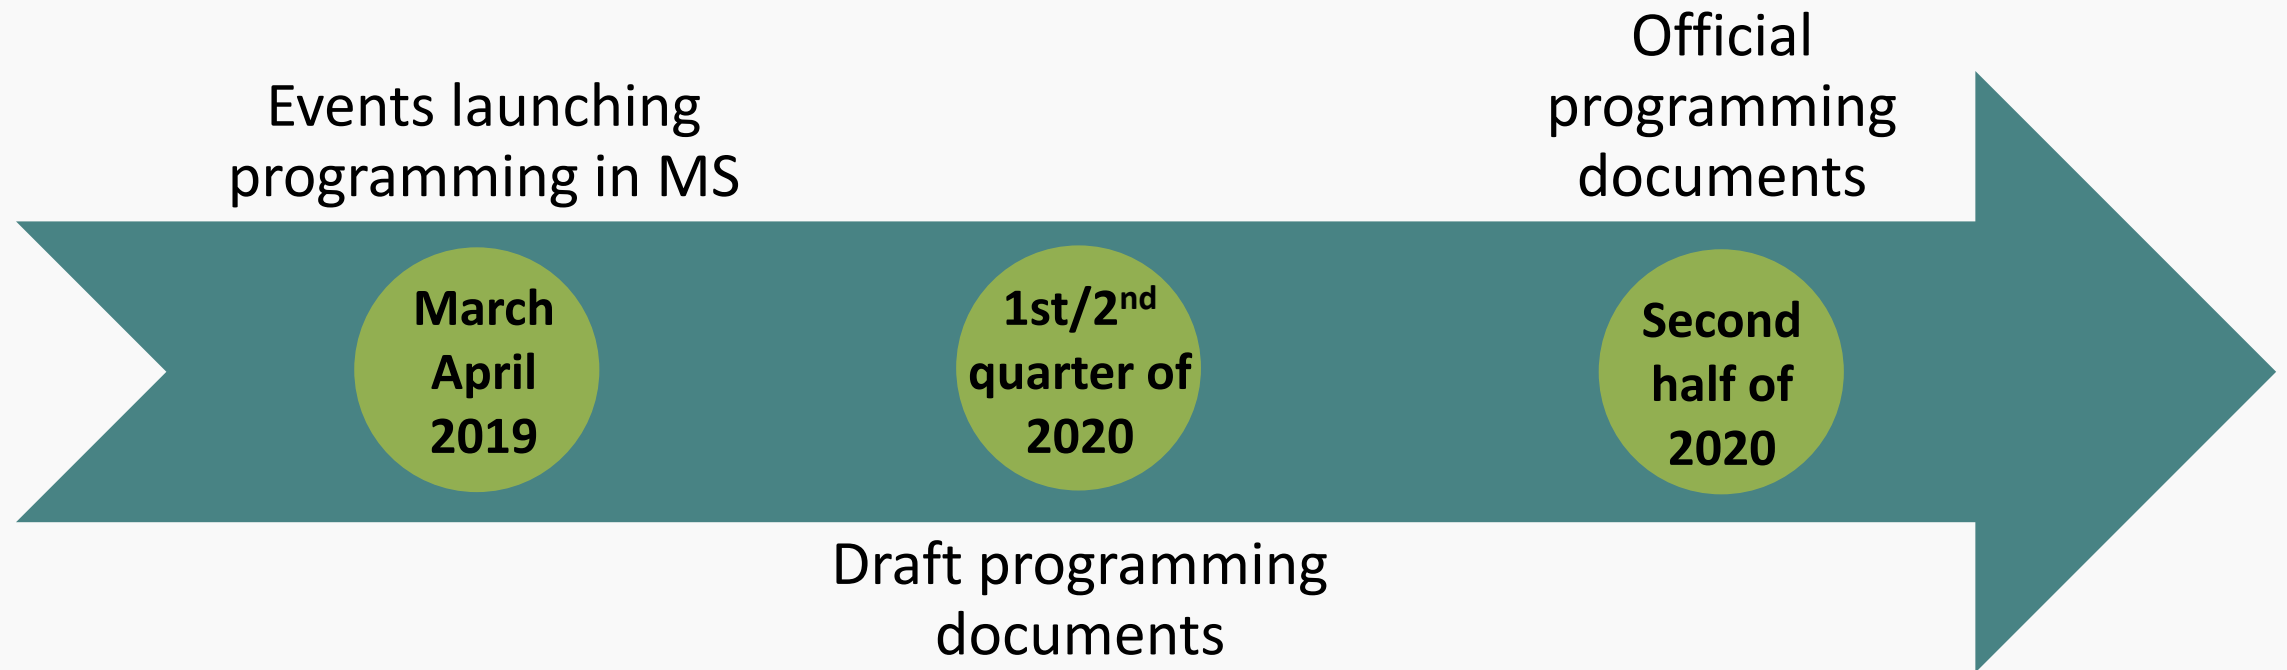 Events launching
programming in MS
March
April
2019
1st/2nd
quarter of
2020
Draft programming
documents
Official
programming
documents
Second
half of
2020